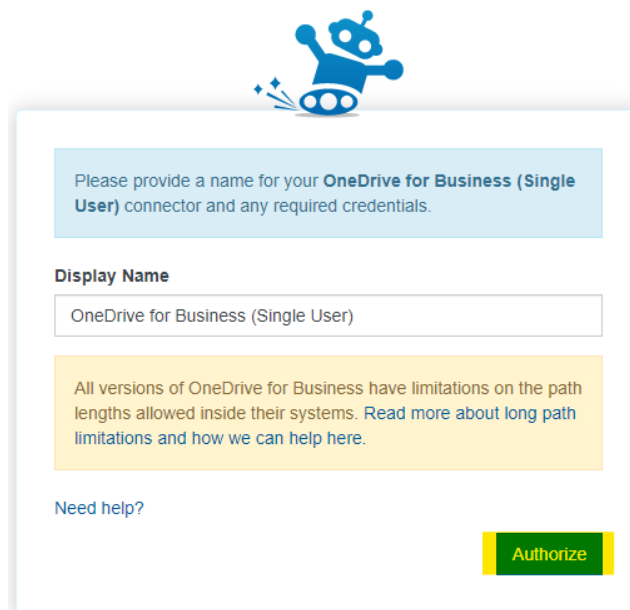 Please provide a name for your OneDrive for Business (Single
User) connector and any required credentials.
Display Name
OneDrive for Business (Single User)
All versions of OneDrive for Business have limitations on the path
lengths allowed inside their systems. Read more about long path
limitations and how we can help here.
Need help?
Authorize